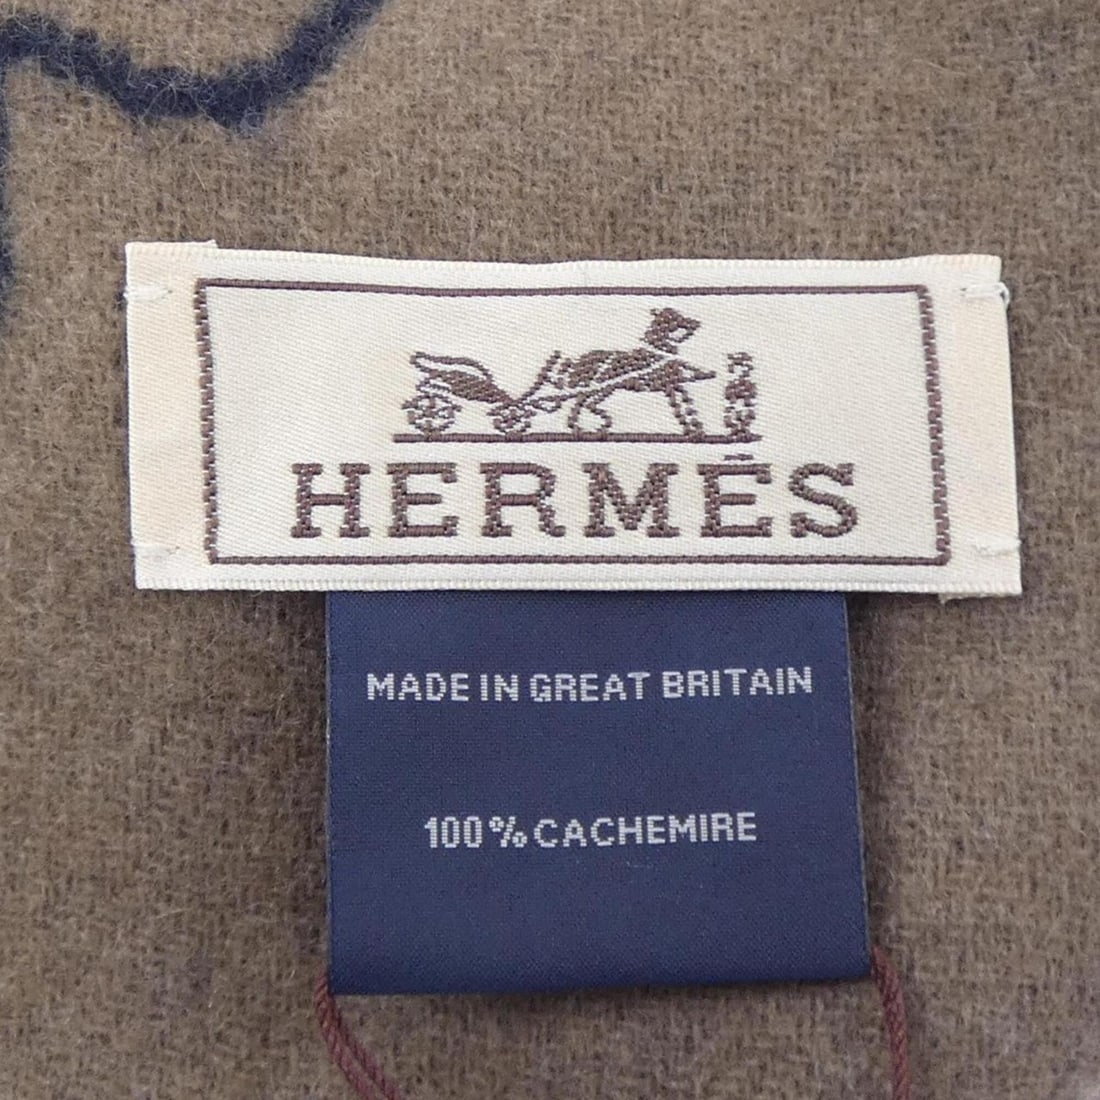 HERMÈS
MADE IN GREAT BRITAIN
100% CACHEMIRE